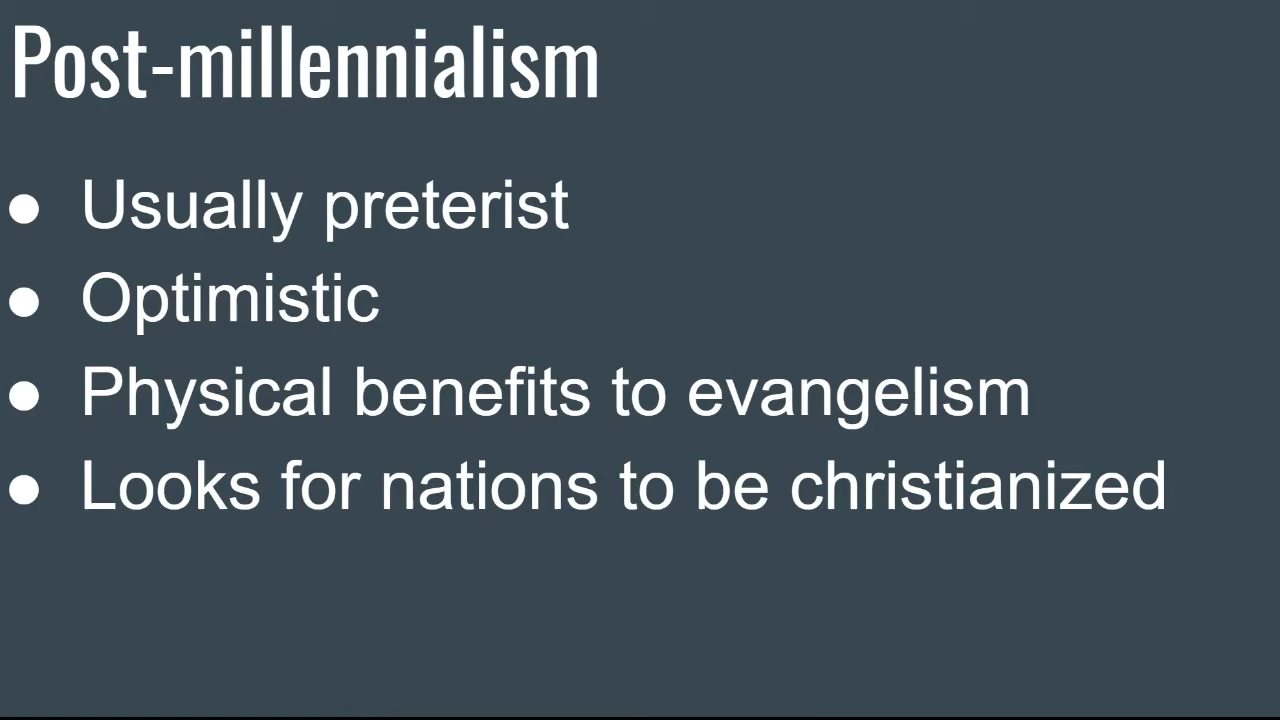 Post-millennialism
● Usually preterist
● Optimistic
● Physical benefits to evangelism
● Looks for nations to be christianized